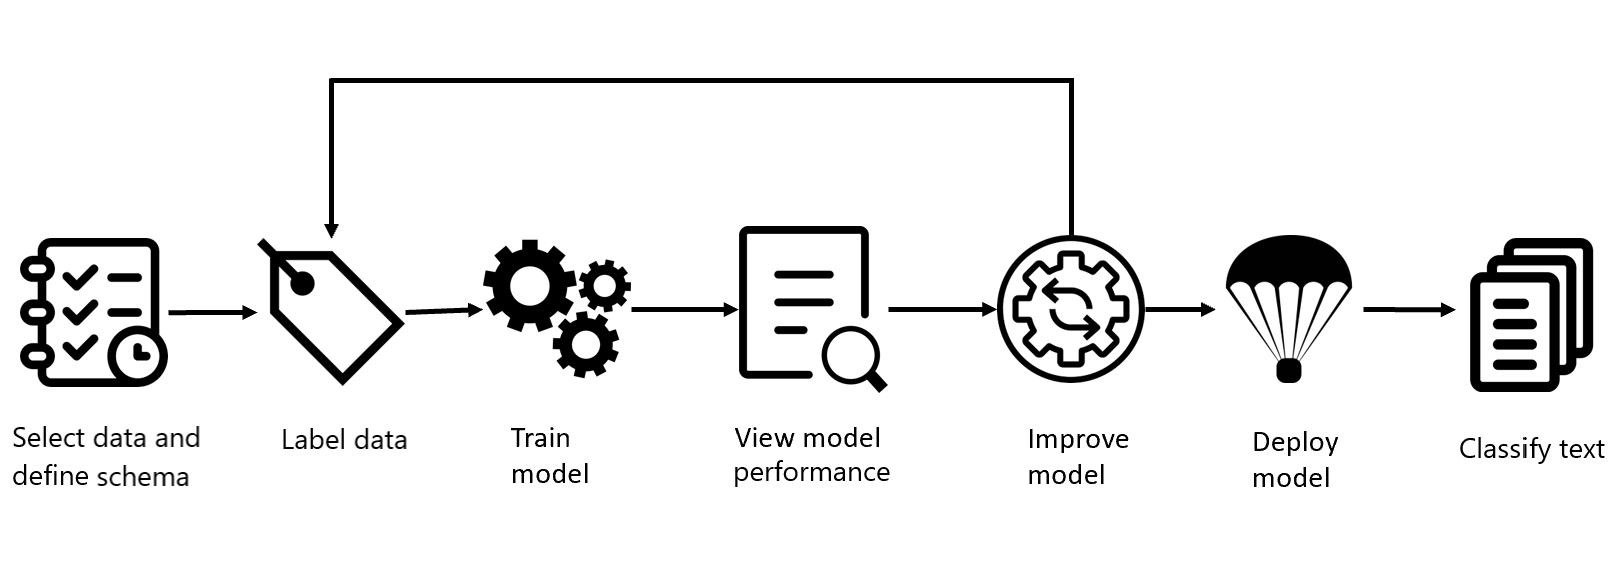 Select data and
define schema
Label data
Train
model
View model
performance
Improve
model
Deploy
model
Classify text